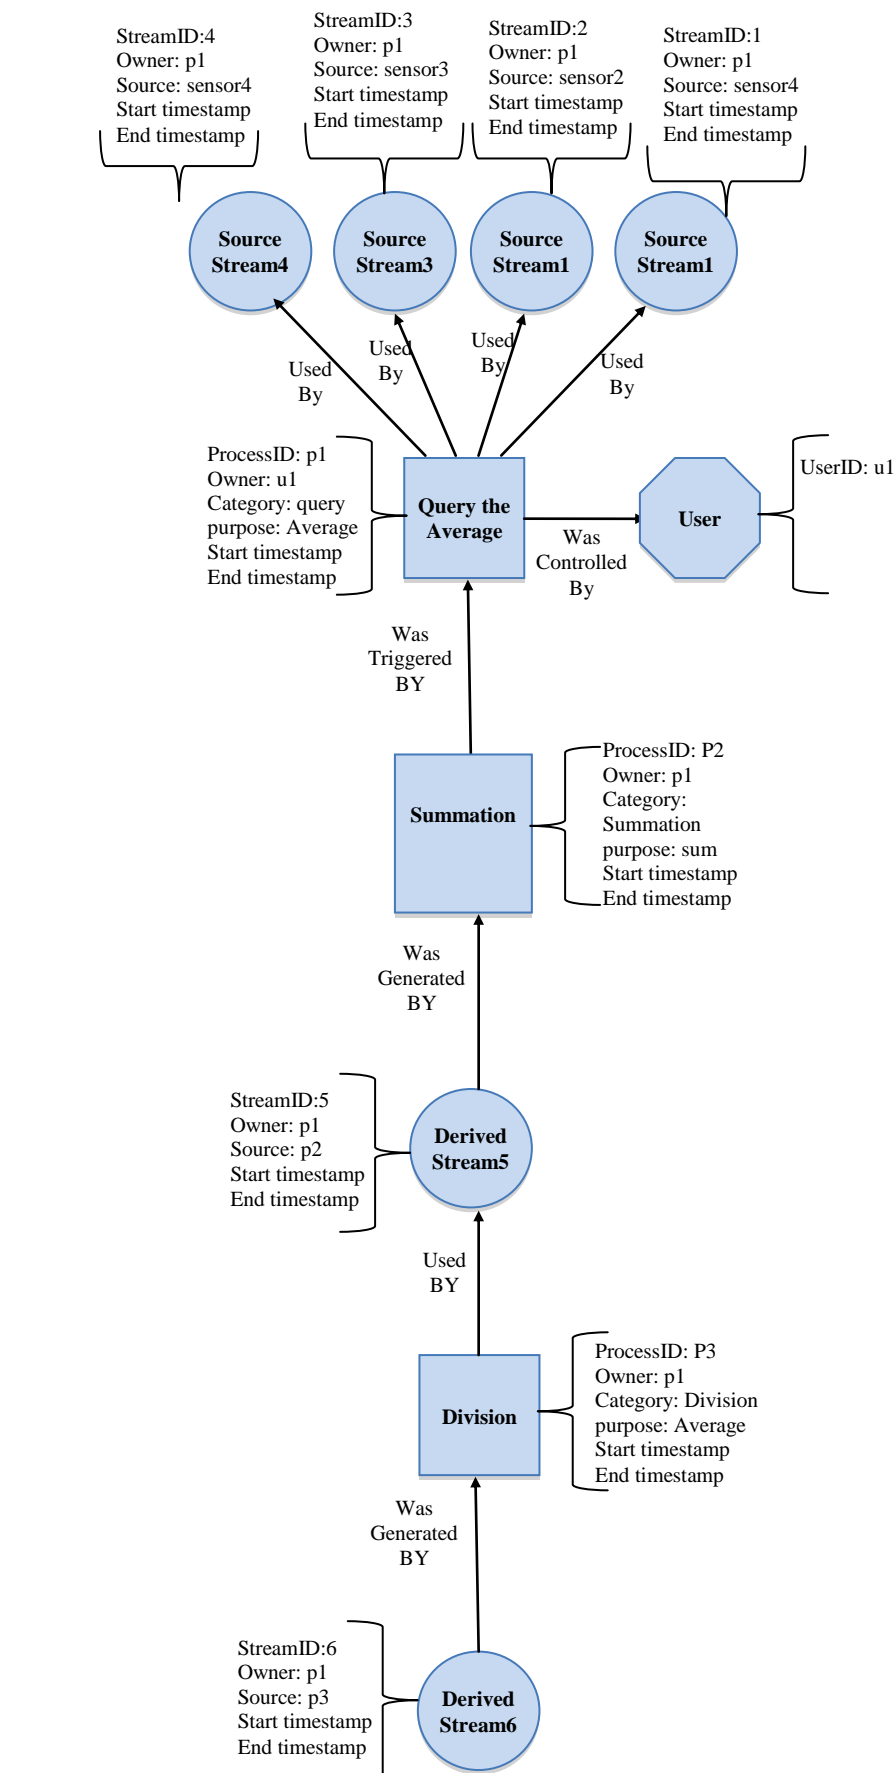 StreamID:4
Owner: p1
Source: sensor4
Start timestamp
End timestamp
StreamID:3
Owner: p1
Source: sensor3
Start timestamp
End timestamp
StreamID:2
Owner: p1
Source: sensor2
Start timestamp
End timestamp
StreamID:1
Owner: p1
Source: sensor4
Start timestamp
End timestamp
Source
Stream4
Source
Stream3
Source
Stream1
Source
Stream1
Used
By
Used
By
Used
By
Used
By
ProcessID: p1
Owner: u1
Category: query
purpose: Average
Start timestamp
End timestamp
Query the
Average
Was
Controlled
By
User
UserID: u1
Was
Triggered
BY
Summation
ProcessID: P2
Owner: p1
Category:
Summation
purpose: sum
Start timestamp
End timestamp
Was
Generated
BY
StreamID:5
Owner: p1
Source: p2
Start timestamp
End timestamp
Derived
Stream5
Used
BY
Division
ProcessID: P3
Owner: p1
Category: Division
purpose: Average
Start timestamp
End timestamp
Was
Generated
BY
StreamID:6
Owner: p1
Source: p3
Start timestamp
End timestamp
Derived
Stream6